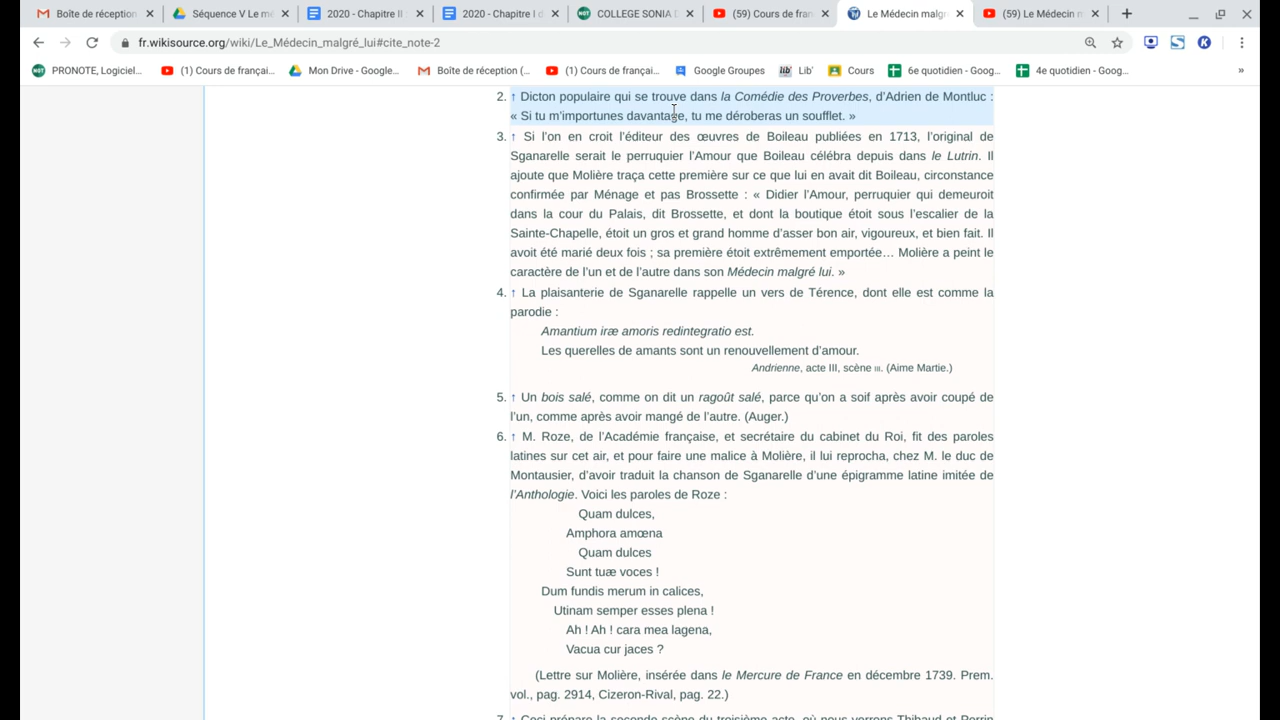 Boîte de réception
Séquence V Le mé
2020 - Chapitre II
2020 - Chapitre I d
COLLEGE SONIA D
(59) Cours de fran
Le Médecin malgr
(59) Le Médecin m
fr.wikisource.org/wiki/Le_Médecin_malgré_lui#cite_note-2
PRONOTE, Logiciel...
(1) Cours de françai...
Mon Drive - Google...
Boîte de réception (...
(1) Cours de françai...
Google Groupes
Lib'
Cours
6e quotidien - Goog...
4e quotidien - Goog...
»
2. ↑ Dicton populaire qui se trouve dans la Comédie des Proverbes, d'Adrien de Montluc :
« Si tu m'importunes davantage, tu me déroberas un soufflet. »
3. ↑ Si l'on en croit l'éditeur des œuvres de Boileau publiées en 1713, l'original de
Sganarelle serait le perruquier l'Amour que Boileau célébra depuis dans le Lutrin. Il
ajoute que Molière traça cette première sur ce que lui en avait dit Boileau, circonstance
confirmée par Ménage et pas Brossette : « Didier l'Amour, perruquier qui demeuroit
dans la cour du Palais, dit Brossette, et dont la boutique étoit sous l'escalier de la
Sainte-Chapelle, étoit un gros et grand homme d'asser bon air, vigoureux, et bien fait. Il
avoit été marié deux fois ; sa première étoit extrêmement emportée… Molière a peint le
caractère de l'un et de l'autre dans son Médecin malgré lui. »
4. ↑ La plaisanterie de Sganarelle rappelle un vers de Térence, dont elle est comme la
parodie :
Amantium iræ amoris redintegratio est.
Les querelles de amants sont un renouvellement d'amour.
Andrienne, acte III, scène III. (Aime Martie.)
5. ↑ Un bois salé, comme on dit un ragoût salé, parce qu'on a soif après avoir coupé de
l'un, comme après avoir mangé de l'autre. (Auger.)
6. ↑ M. Roze, de l'Académie française, et secrétaire du cabinet du Roi, fit des paroles
latines sur cet air, et pour faire une malice à Molière, il lui reprocha, chez M. le duc de
Montausier, d'avoir traduit la chanson de Sganarelle d'une épigramme latine imitée de
l'Anthologie. Voici les paroles de Roze :
Quam dulces,
Amphora amœna
Quam dulces
Sunt tuæ voces !
Dum fundis merum in calices,
Utinam semper esses plena !
Ah ! Ah ! cara mea lagena,
Vacua cur jaces ?
(Lettre sur Molière, insérée dans le Mercure de France en décembre 1739. Prem.
vol., pag. 2914, Cizeron-Rival, pag. 22.)
7. ↑ Ceci prépare la seconde scène du troisième acte, où nous verrons Thibaud et Perrin